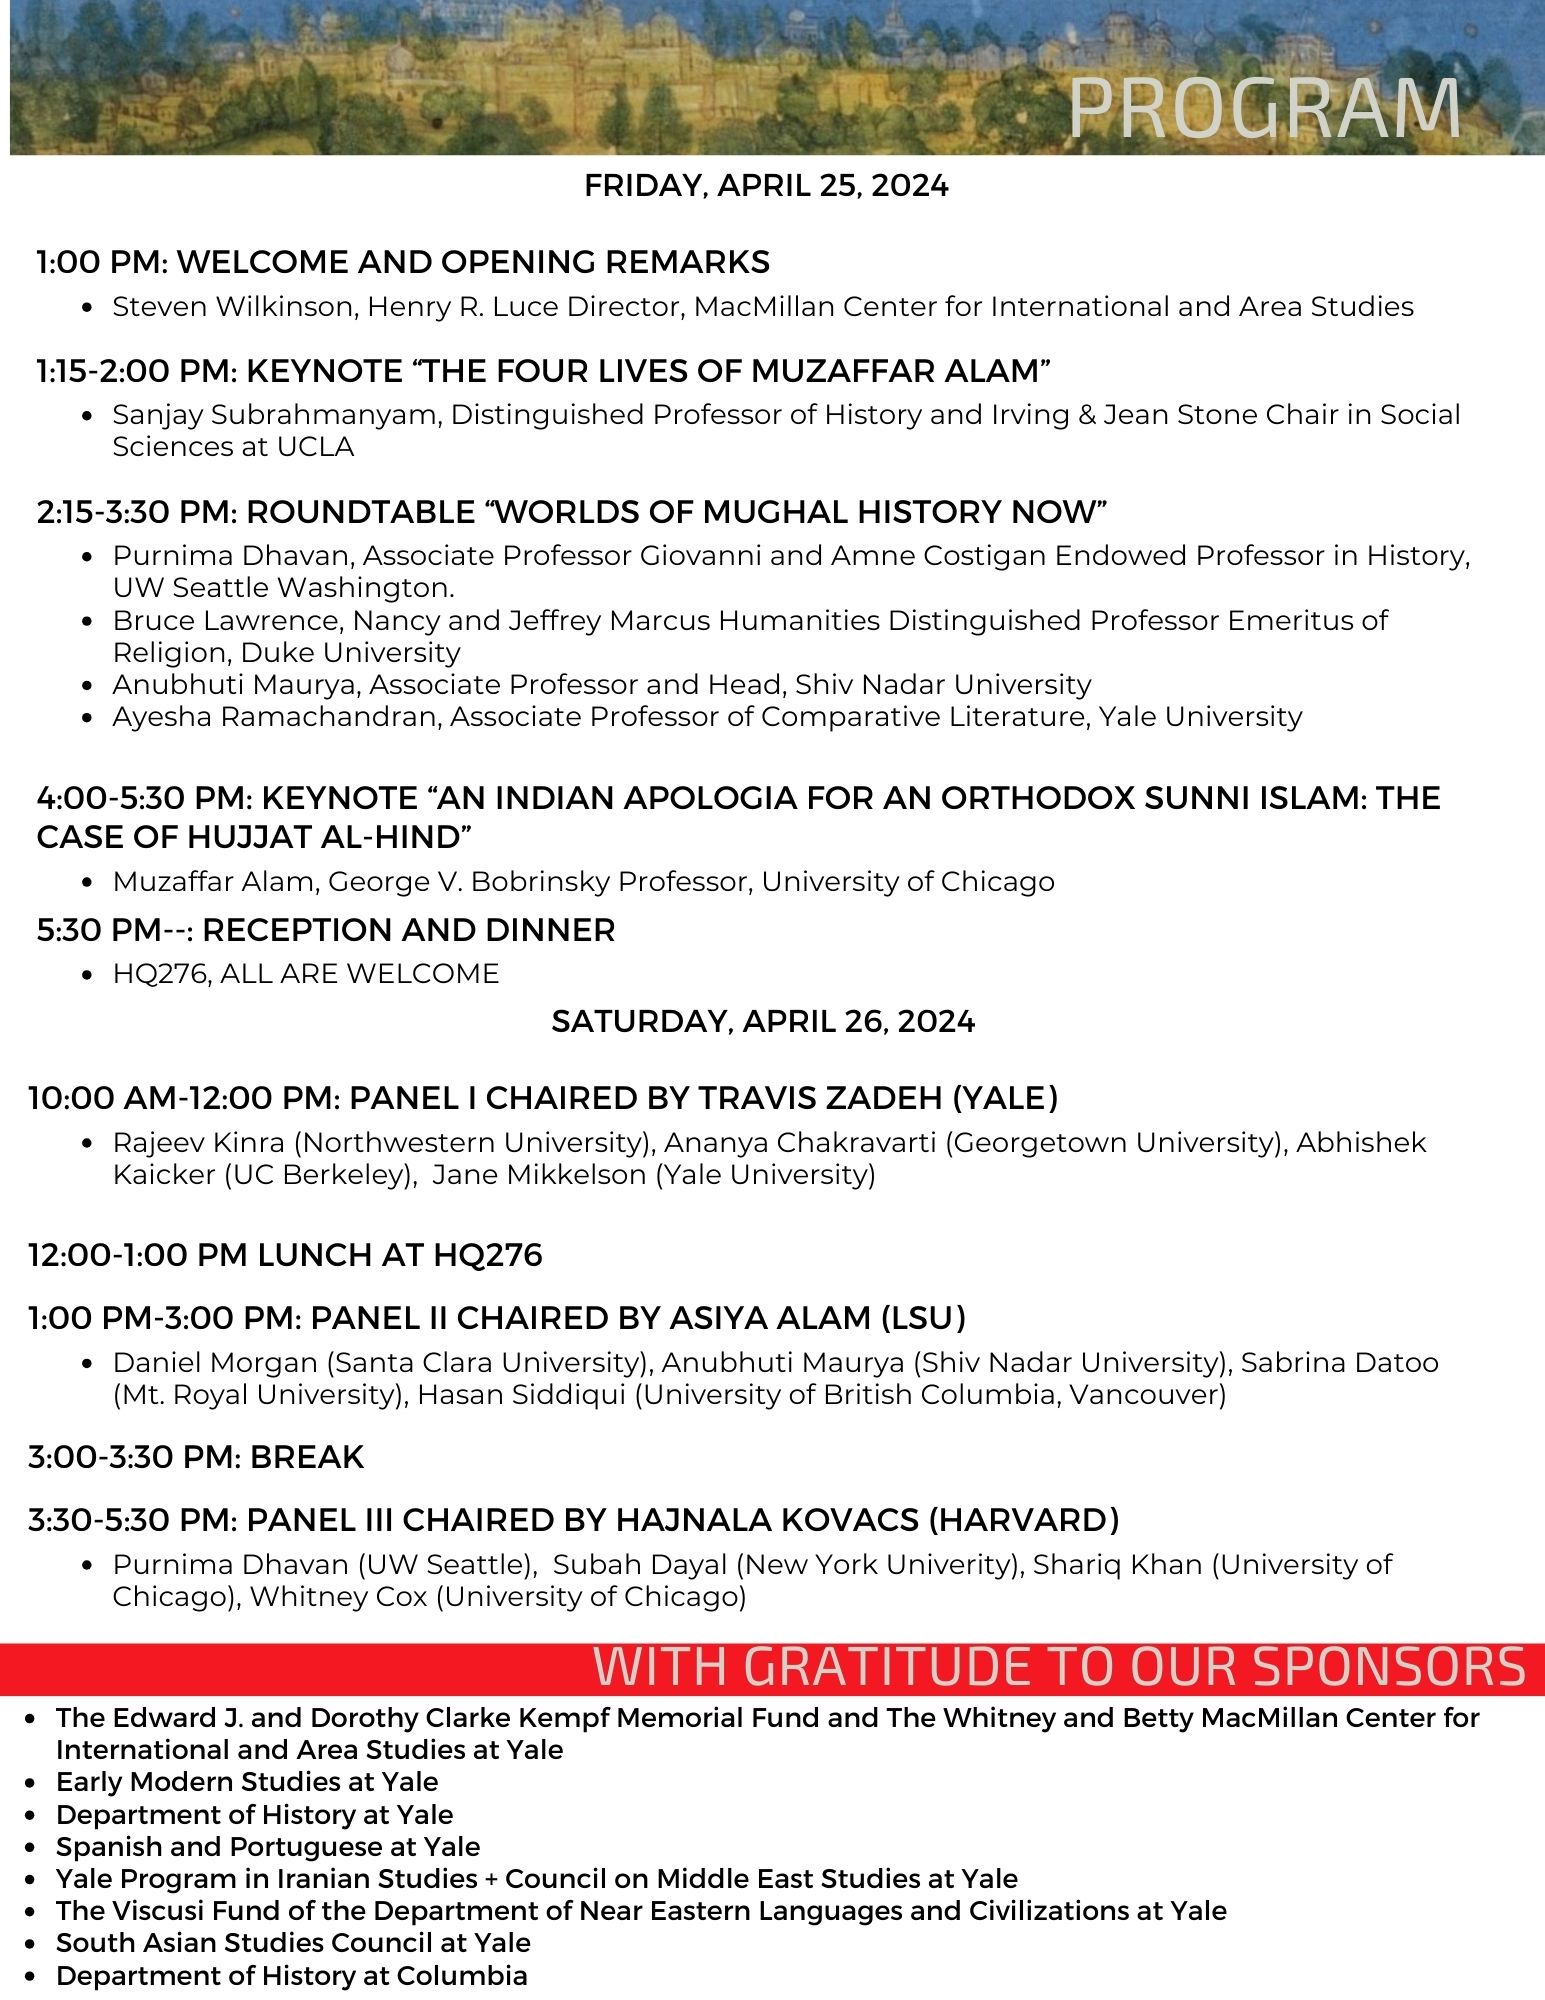 PROGRAM
FRIDAY, APRIL 25, 2024
1:00 PM: WELCOME AND OPENING REMARKS
• Steven Wilkinson, Henry R. Luce Director, MacMillan Center for International and Area Studies
1:15-2:00 PM: KEYNOTE “THE FOUR LIVES OF MUZAFFAR ALAM”
• Sanjay Subrahmanyam, Distinguished Professor of History and Irving & Jean Stone Chair in Social
Sciences at UCLA
2:15-3:30 PM: ROUNDTABLE “WORLDS OF MUGHAL HISTORY NOW”
• Purnima Dhavan, Associate Professor Giovanni and Amne Costigan Endowed Professor in History,
UW Seattle Washington.
• Bruce Lawrence, Nancy and Jeffrey Marcus Humanities Distinguished Professor Emeritus of
Religion, Duke University
• Anubhuti Maurya, Associate Professor and Head, Shiv Nadar University
• Ayesha Ramachandran, Associate Professor of Comparative Literature, Yale University
4:00-5:30 PM: KEYNOTE “AN INDIAN APOLOGIA FOR AN ORTHODOX SUNNI ISLAM: THE
CASE OF HUJJAT AL-HIND”
• Muzaffar Alam, George V. Bobrinsky Professor, University of Chicago
5:30 PM--: RECEPTION AND DINNER
• HQ276, ALL ARE WELCOME
SATURDAY, APRIL 26, 2024
10:00 AM-12:00 PM: PANEL I CHAIRED BY TRAVIS ZADEH (YALE)
• Rajeev Kinra (Northwestern University), Ananya Chakravarti (Georgetown University), Abhishek
Kaicker (UC Berkeley),  Jane Mikkelson (Yale University)
12:00-1:00 PM LUNCH AT HQ276
1:00 PM-3:00 PM: PANEL II CHAIRED BY ASIYA ALAM (LSU)
• Daniel Morgan (Santa Clara University), Anubhuti Maurya (Shiv Nadar University), Sabrina Datoo
(Mt. Royal University), Hasan Siddiqui (University of British Columbia, Vancouver)
3:00-3:30 PM: BREAK
3:30-5:30 PM: PANEL III CHAIRED BY HAJNALA KOVACS (HARVARD)
• Purnima Dhavan (UW Seattle),  Subah Dayal (New York Univerity), Shariq Khan (University of
Chicago), Whitney Cox (University of Chicago)
WITH GRATITUDE TO OUR SPONSORS
• The Edward J. and Dorothy Clarke Kempf Memorial Fund and The Whitney and Betty MacMillan Center for
International and Area Studies at Yale
• Early Modern Studies at Yale
• Department of History at Yale
• Spanish and Portuguese at Yale
• Yale Program in Iranian Studies + Council on Middle East Studies at Yale
• The Viscusi Fund of the Department of Near Eastern Languages and Civilizations at Yale
• South Asian Studies Council at Yale
• Department of History at Columbia